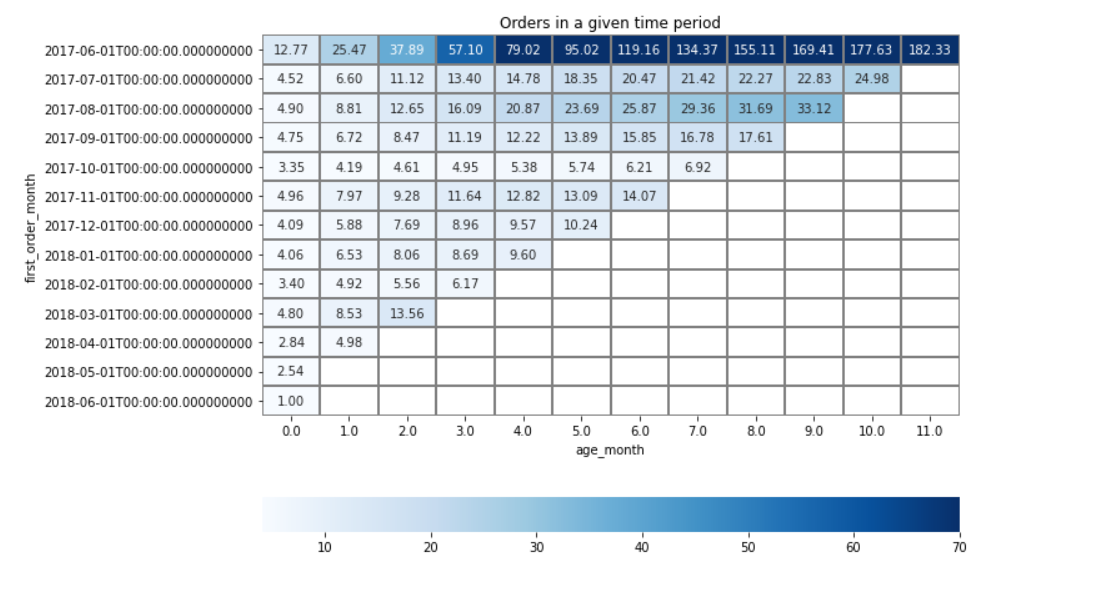 Orders in a given time period
2017-06-01T00:00:00.000000000 12.77 25.47 37.89 57.10 79.02 95.02 119.16 134.37 155.11 169.41 177.63 182.33
2017-07-01T00:00:00.000000000 4.52 6.60 11.12 13.40 14.78 18.35 20.47 21.42 22.27 22.83 24.98
2017-08-01T00:00:00.000000000 4.90 8.81 12.65 16.09 20.87 23.69 25.87 29.36 31.69 33.12
2017-09-01T00:00:00.000000000 4.75 6.72 8.47 11.19 12.22 13.89 15.85 16.78 17.61
2017-10-01T00:00:00.000000000 3.35 4.19 4.61 4.95 5.38 5.74 6.21 6.92
2017-11-01T00:00:00.000000000 4.96 7.97 9.28 11.64 12.82 13.09 14.07
2017-12-01T00:00:00.000000000 4.09 5.88 7.69 8.96 9.57 10.24
2018-01-01T00:00:00.000000000 4.06 6.53 8.06 8.69 9.60
2018-02-01T00:00:00.000000000 3.40 4.92 5.56 6.17
2018-03-01T00:00:00.000000000 4.80 8.53 13.56
2018-04-01T00:00:00.000000000 2.84 4.98
2018-05-01T00:00:00.000000000 2.54
2018-06-01T00:00:00.000000000 1.00
first_order_month
0.0 1.0 2.0 3.0 4.0 5.0 6.0 7.0 8.0 9.0 10.0 11.0
age_month
10 20 30 40 50 60 70